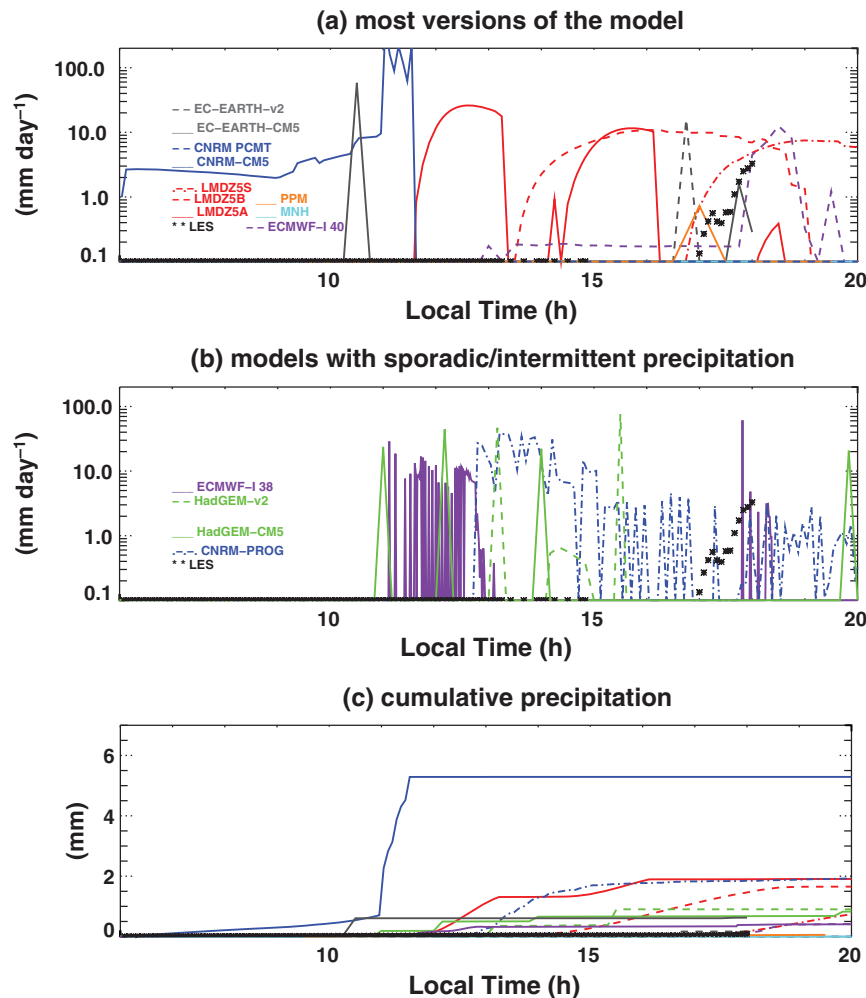 (a) most versions of the model
(mm day−1)
100.0
10.0
1.0
0.1
EC−EARTH−v2
EC−EARTH−CM5
CNRM PCMT
CNRM−CM5
LMDZ5S
LMDZ5B PPM
LMDZ5A MNH
* * LES ECMWF−I 40
10 15 20
Local Time (h)
(b) models with sporadic/intermittent precipitation
(mm day−1)
100.0
10.0
1.0
0.1
ECMWF−I 38
HadGEM−v2
HadGEM−CM5
CNRM−PROG
* * LES
10 15 20
Local Time (h)
(c) cumulative precipitation
(mm)
6
4
2
0
10 15 20
Local Time (h)